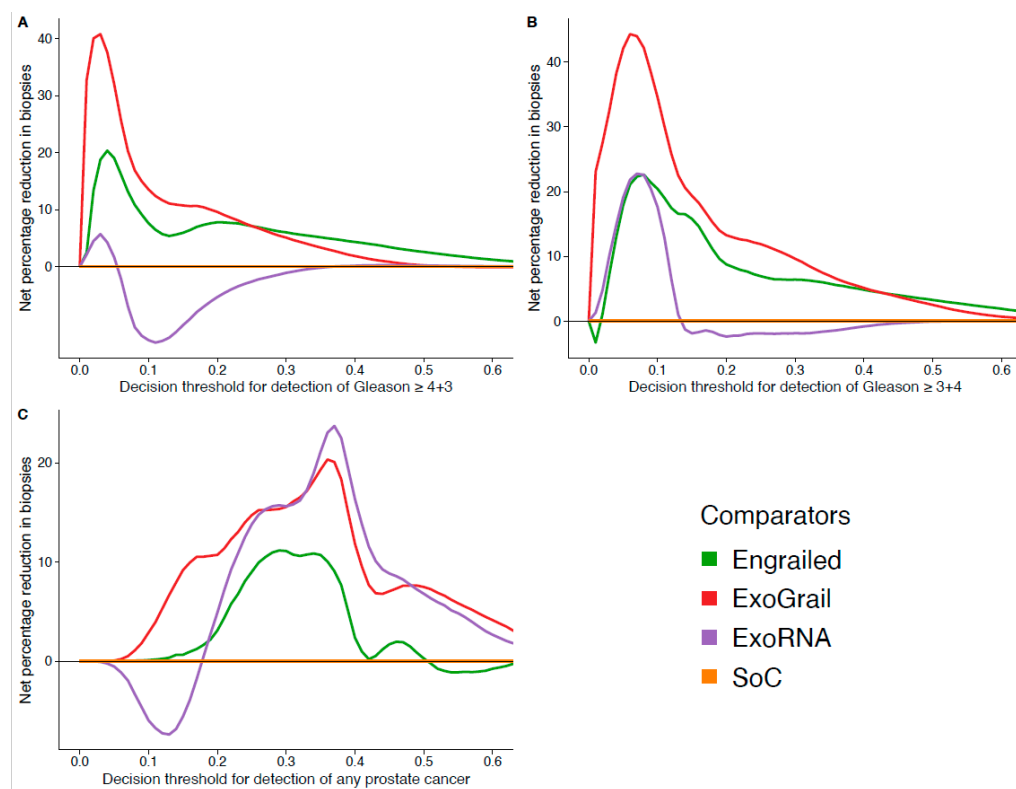 A
Net percentage reduction in biopsies
40
30
20
10
0
0.0 0.1 0.2 0.3 0.4 0.5 0.6
Decision threshold for detection of Gleason ≥ 4+3
B
Net percentage reduction in biopsies
40
30
20
10
0
0.0 0.1 0.2 0.3 0.4 0.5 0.6
Decision threshold for detection of Gleason ≥ 3+4
C
Net percentage reduction in biopsies
20
10
0
0.0 0.1 0.2 0.3 0.4 0.5 0.6
Decision threshold for detection of any prostate cancer
Comparators
Engrailed
ExoGrail
ExoRNA
SoC